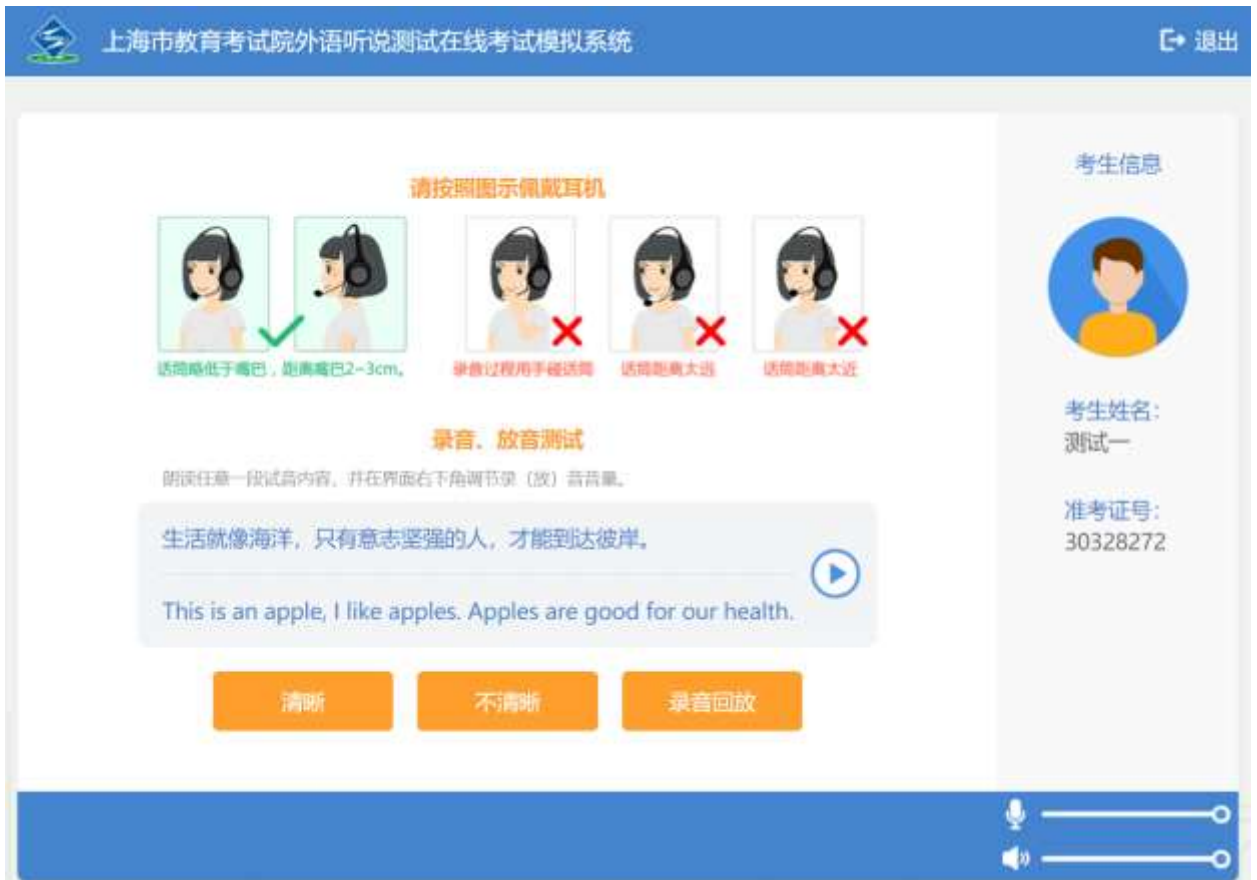 上海市教育考试院外语听说测试在线考试模拟系统
退出
请按照图示佩戴耳机
话筒略低于嘴巴，距离嘴巴2-3cm。
录音过程用手碰话筒
话筒距离太远
话筒距离太近
录音、放音测试
朗读任意一段试音内容，并在界面右下角调节录（放）音音量。
生活就像海洋，只有意志坚强的人，才能到达彼岸。
This is an apple, I like apples. Apples are good for our health.
清晰
不清晰
录音回放
考生信息
考生姓名：
测试一
准考证号：
30328272